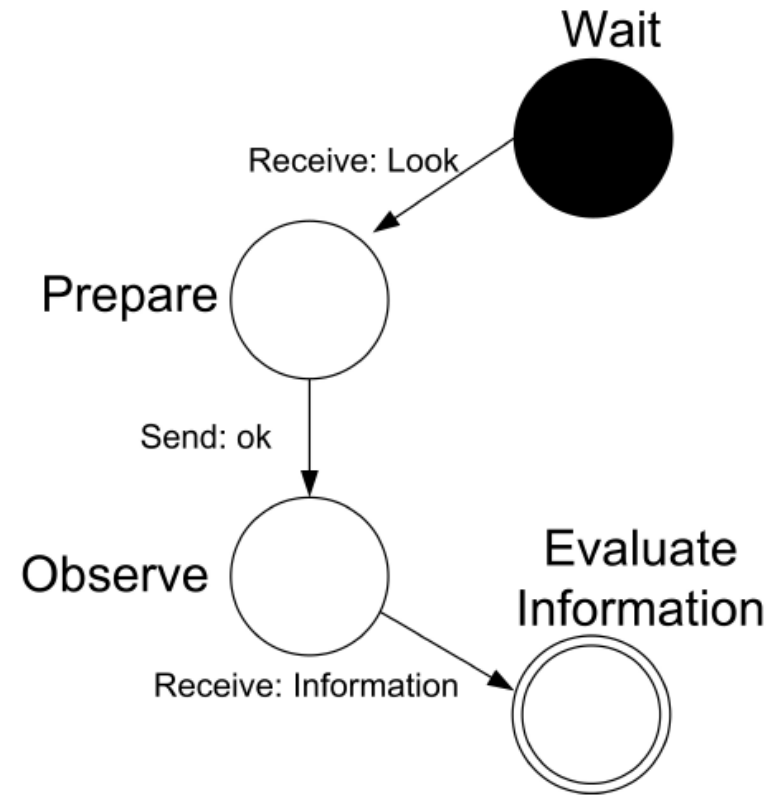 Wait
Receive: Look
Prepare
Send: ok
Observe
Evaluate
Information
Receive: Information